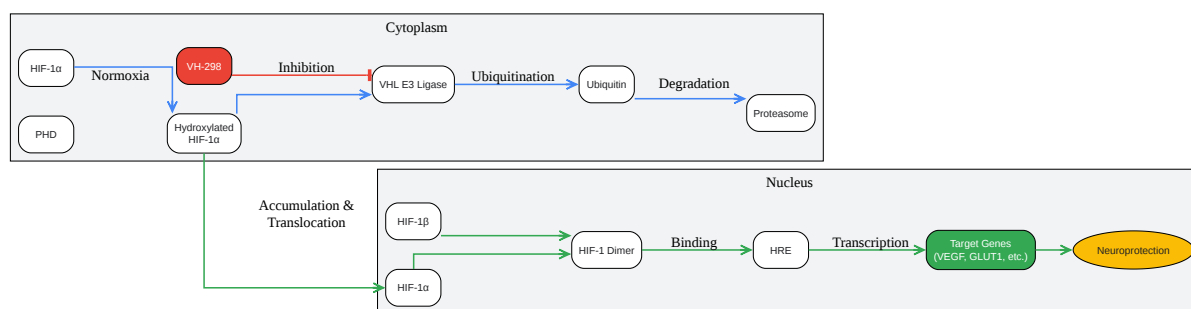 Cytoplasm
HIF-1α
Normoxia
VH-298
Inhibition
VHL E3 Ligase
Ubiquitination
Ubiquitin
Degradation
Proteasome
PHD
Hydroxylated
HIF-1α
Accumulation &
Translocation
Nucleus
HIF-1β
HIF-1α
HIF-1 Dimer
Binding
HRE
Transcription
Target Genes
(VEGF, GLUT1, etc.)
Neuroprotection